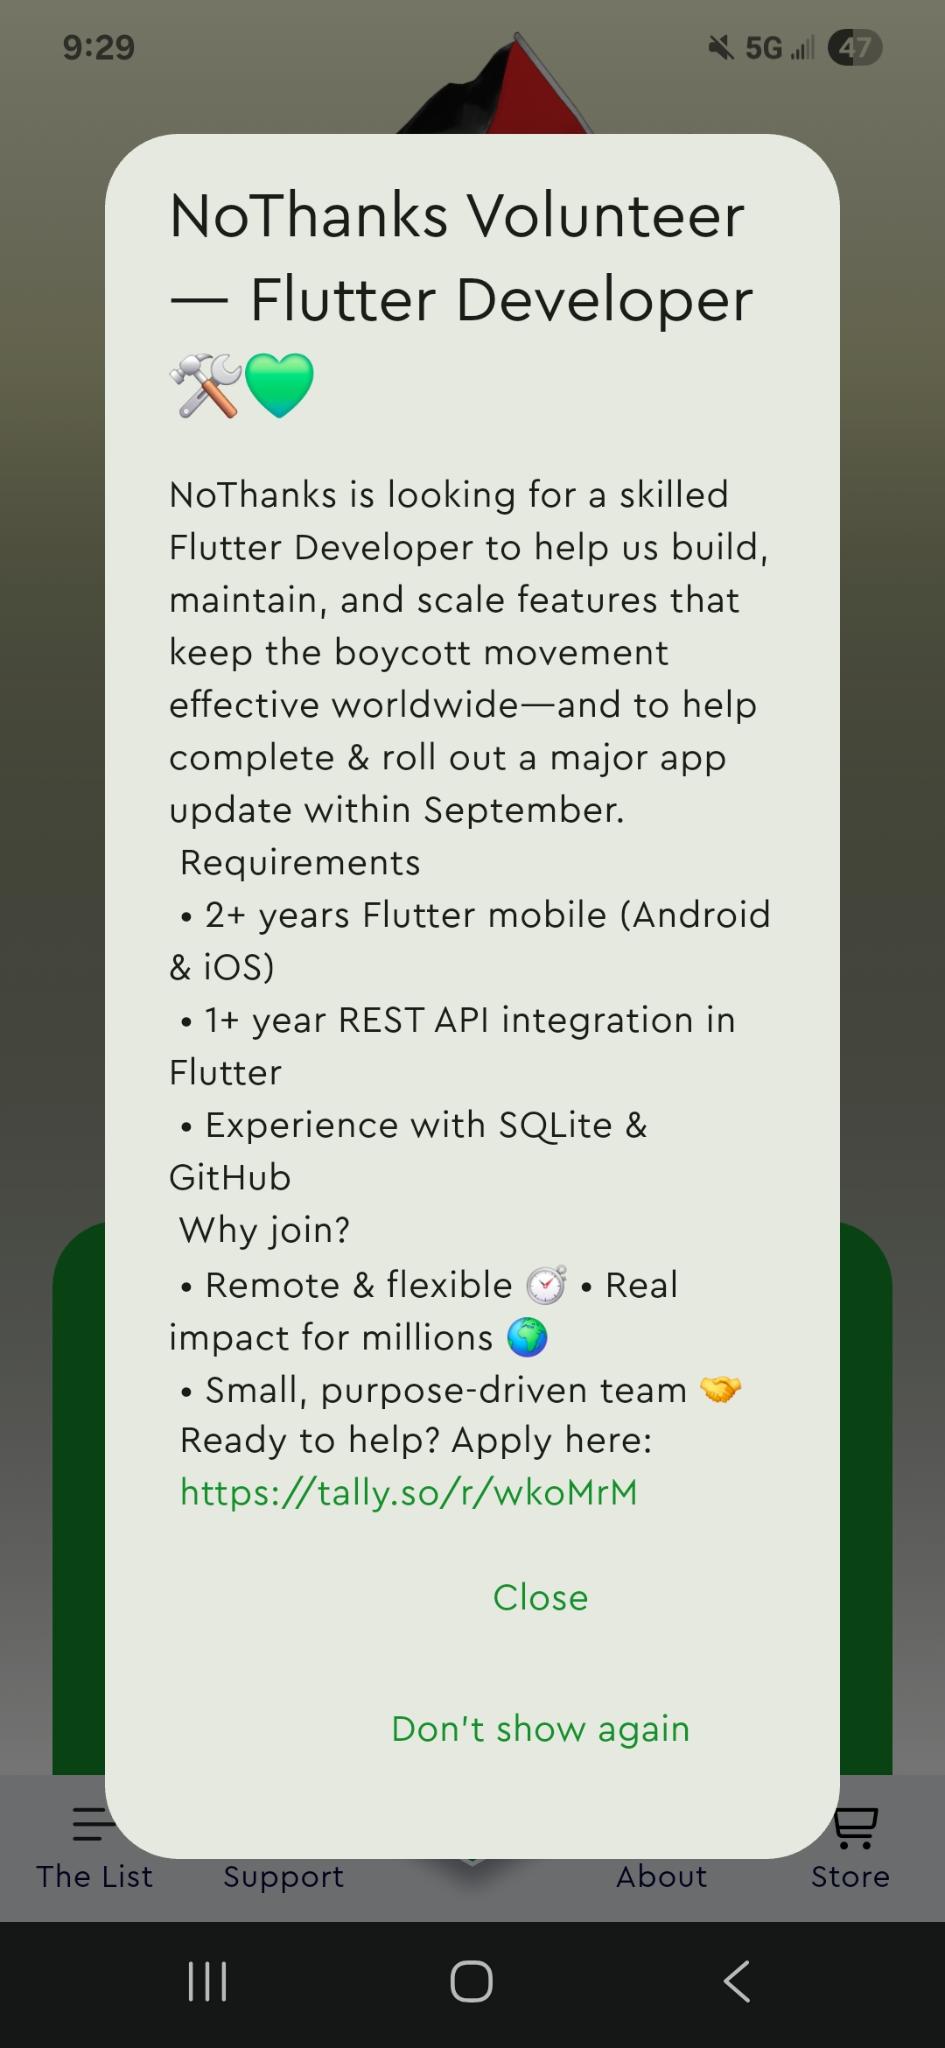 9:29
5G
47
NoThanks Volunteer
— Flutter Developer
🛠️💚
NoThanks is looking for a skilled
Flutter Developer to help us build,
maintain, and scale features that
keep the boycott movement
effective worldwide—and to help
complete & roll out a major app
update within September.
Requirements
• 2+ years Flutter mobile (Android
& iOS)
• 1+ year REST API integration in
Flutter
• Experience with SQLite &
GitHub
Why join?
• Remote & flexible ⏱️ • Real
impact for millions 🌍
• Small, purpose-driven team 🤝
Ready to help? Apply here:
https://tally.so/r/wkoMrM
Close
Don't show again
The List
Support
About
Store